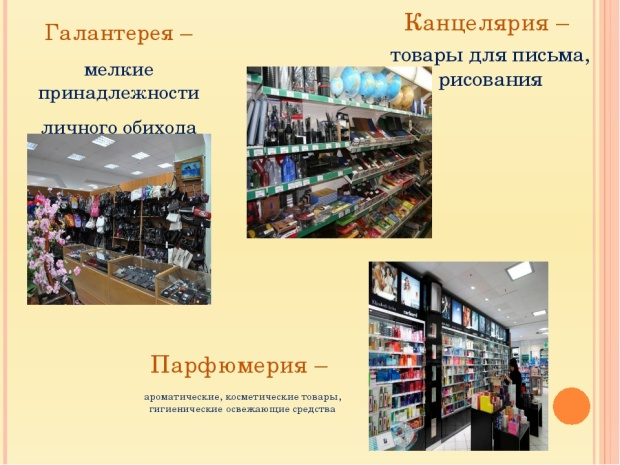 Галантерея –
мелкие
принадлежности
личного обихода
Канцелярия –
товары для письма,
рисования
Парфюмерия –
ароматические, косметические товары,
гигиенические освежающие средства